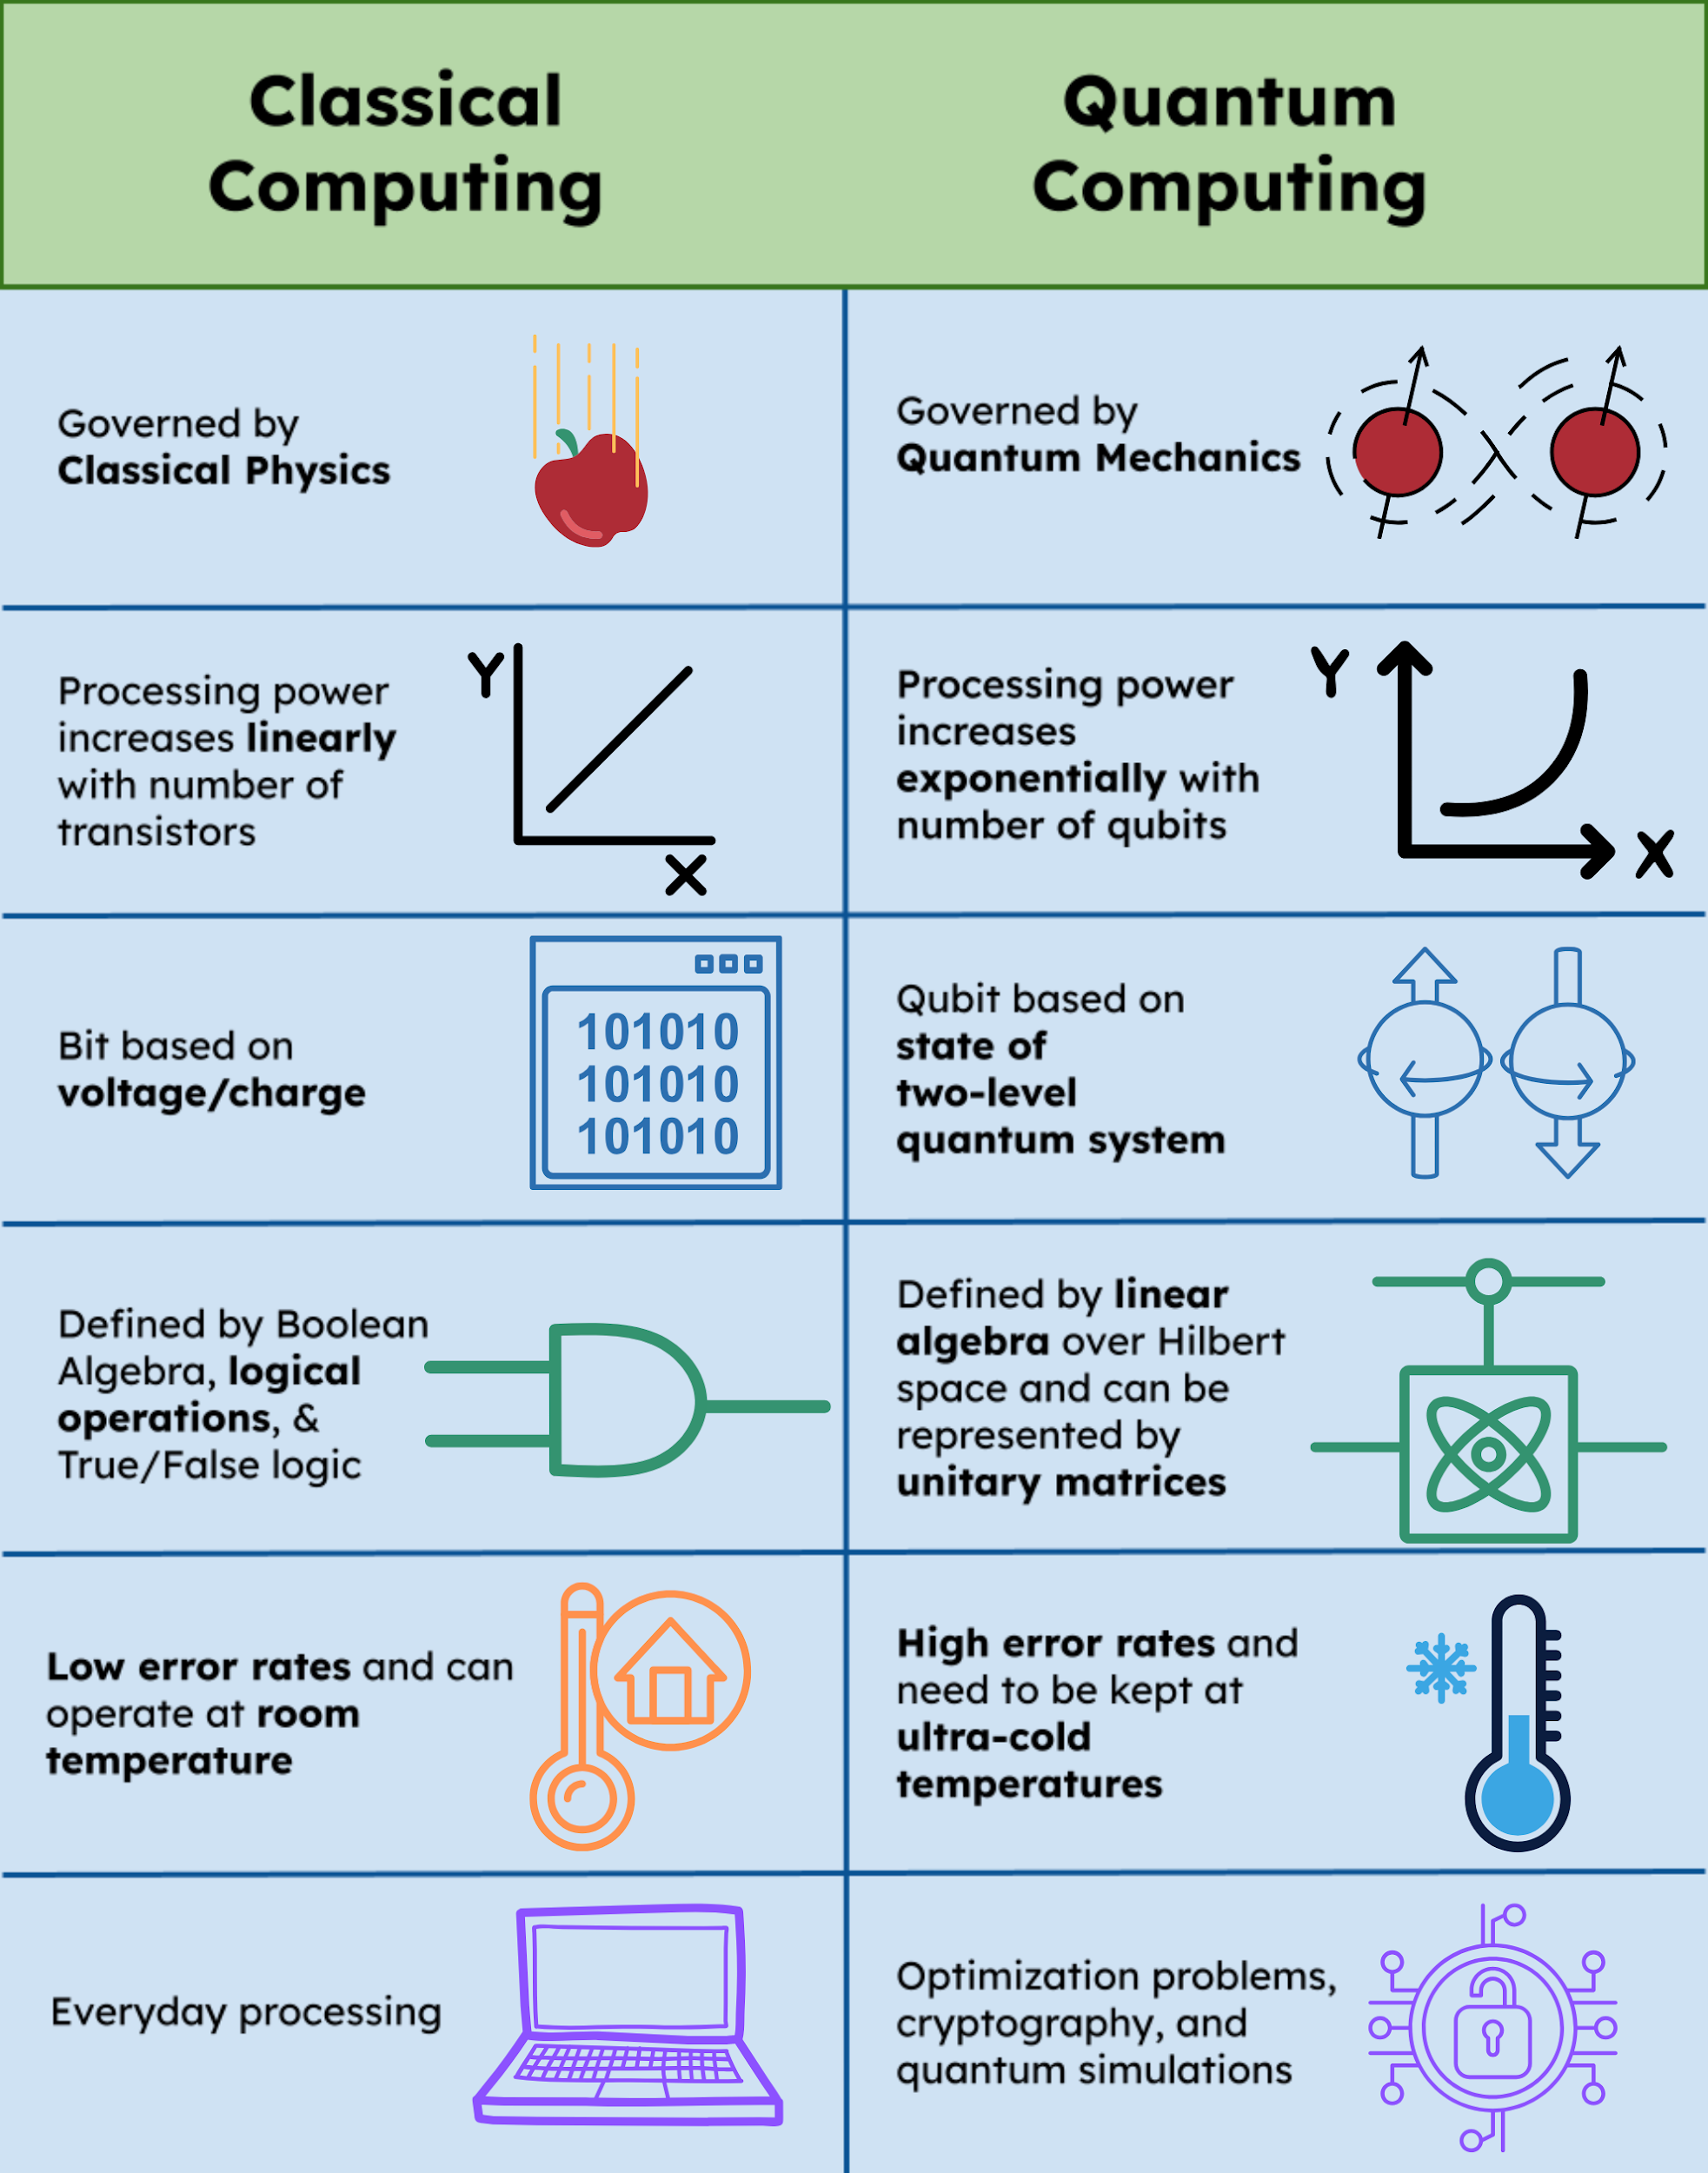 Classical
Computing
Quantum
Computing
Governed by
Classical Physics
Governed by
Quantum Mechanics
Processing power
increases linearly
with number of
transistors
Y
X
Processing power
increases
exponentially with
number of qubits
Y
X
Bit based on
voltage/charge
101010
101010
101010
Qubit based on
state of
two-level
quantum system
Defined by Boolean
Algebra, logical
operations, &
True/False logic
Defined by linear
algebra over Hilbert
space and can be
represented by
unitary matrices
Low error rates and can
operate at room
temperature
High error rates and
need to be kept at
ultra-cold
temperatures
Everyday processing
Optimization problems,
cryptography, and
quantum simulations